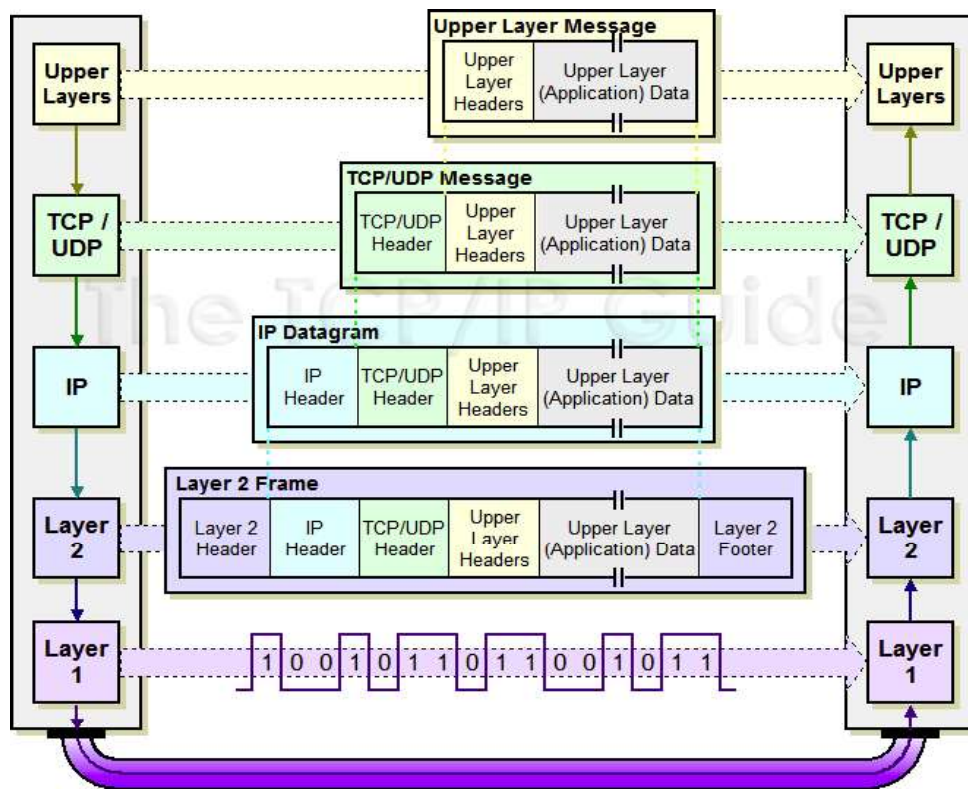 Upper Layer Message
Upper
Layers
Upper
Layer
Headers
Upper Layer
(Application) Data
Upper
Layers
TCP/UDP Message
TCP /
UDP
TCP/UDP
Header
Upper
Layer
Headers
Upper Layer
(Application) Data
TCP /
UDP
The TCP/IP Guide
IP Datagram
IP
IP
Header
TCP/UDP
Header
Upper
Layer
Headers
Upper Layer
(Application) Data
IP
Layer 2 Frame
Layer
2
Layer 2
Header
IP
Header
TCP/UDP
Header
Upper
Layer
Headers
Upper Layer
(Application) Data
Layer 2
Footer
Layer
2
Layer
1
1 0 0 1 0 1 1 0 1 1 0 0 1 0 1 1
Layer
1